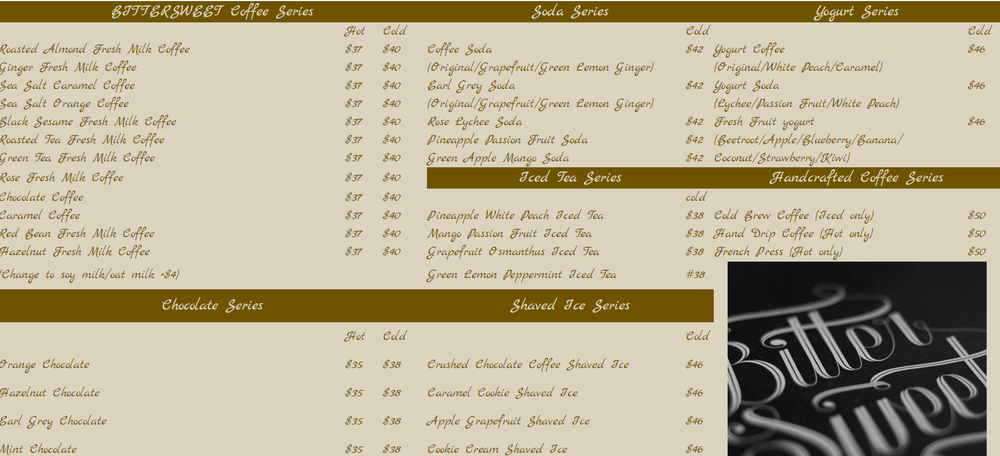 BITTERSWEET Coffee Series
Hot Cold
Roasted Almond Fresh Milk Coffee $37 $40
Ginger Fresh Milk Coffee $37 $40
Sea Salt Caramel Coffee $37 $40
Sea Salt Orange Coffee $37 $40
Black Sesame Fresh Milk Coffee $37 $40
Roasted Tea Fresh Milk Coffee $37 $40
Green Tea Fresh Milk Coffee $37 $40
Rose Fresh Milk Coffee $37 $40
Chocolate Coffee $37 $40
Caramel Coffee $37 $40
Red Bean Fresh Milk Coffee $37 $40
Hazelnut Fresh Milk Coffee $37 $40
(Change to soy milk/oat milk +$4)
Soda Series
Cold
Coffee Soda $42
(Original/Grapefruit/Green Lemon Ginger)
Earl Grey Soda $42
(Original/Grapefruit/Green Lemon Ginger)
Rose Lychee Soda $42
Pineapple Passion Fruit Soda $42
Green Apple Mango Soda $42
Yogurt Series
Cold
Yogurt Coffee $46
(Original/White Peach/Caramel)
Yogurt Soda $46
(Lychee/Passion Fruit/White Peach)
Fresh Fruit yogurt $46
(Beetroot/Apple/Blueberry/Banana/
Coconut/Strawberry/Kiwi)
Iced Tea Series
cold
Pineapple White Peach Iced Tea $38
Mango Passion Fruit Iced Tea $38
Grapefruit Osmanthus Iced Tea $38
Green Lemon Peppermint Iced Tea #38
Handcrafted Coffee Series
Cold Brew Coffee (Iced only) $50
Hand Drip Coffee (Hot only) $50
French Press (Hot only) $50
Chocolate Series
Hot Cold
Orange Chocolate $35 $38
Hazelnut Chocolate $35 $38
Earl Grey Chocolate $35 $38
Mint Chocolate $35 $38
Shaved Ice Series
Cold
Crushed Chocolate Coffee Shaved Ice $46
Caramel Cookie Shaved Ice $46
Apple Grapefruit Shaved Ice $46
Cookie Cream Shaved Ice $46
Bitter
Sweet